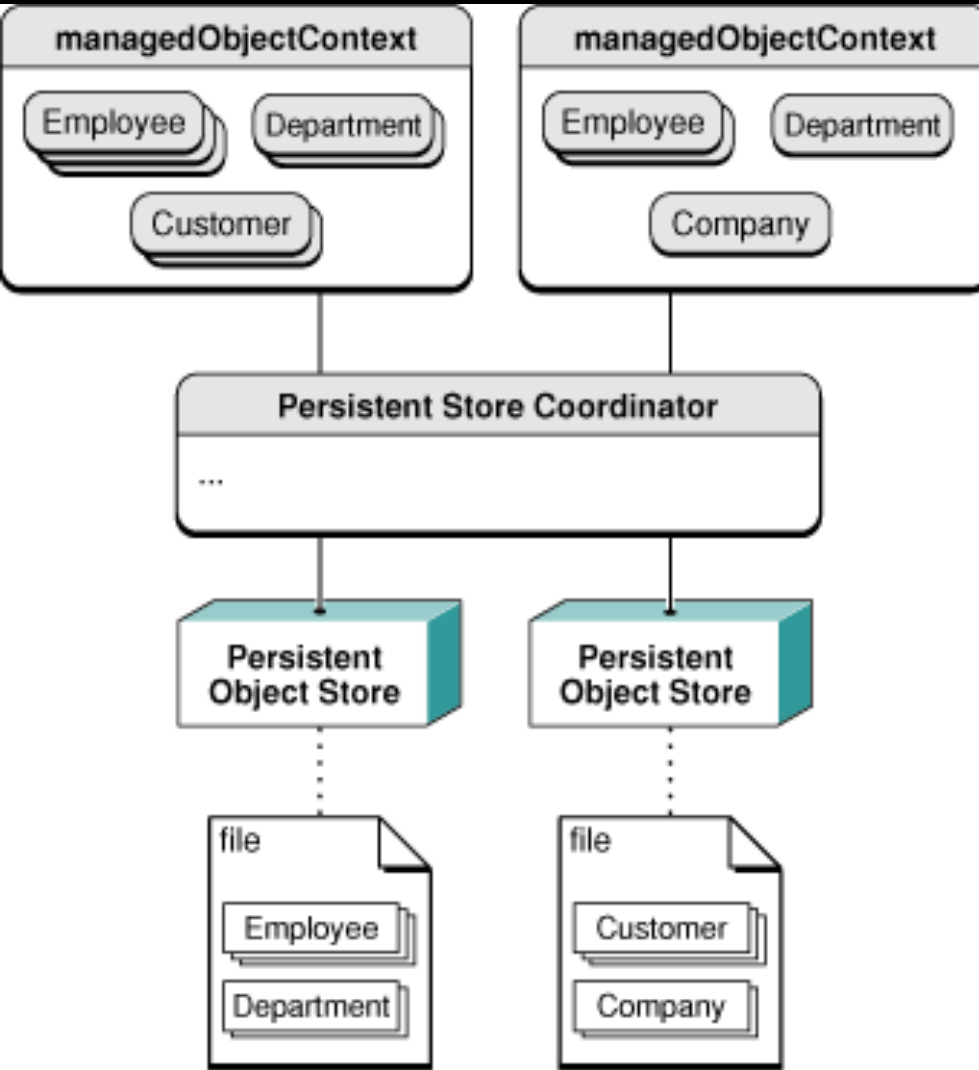 managedObjectContext
Employee
Department
Customer
managedObjectContext
Employee
Department
Company
Persistent Store Coordinator
...
Persistent
Object Store
Persistent
Object Store
file
Employee
Department
file
Customer
Company